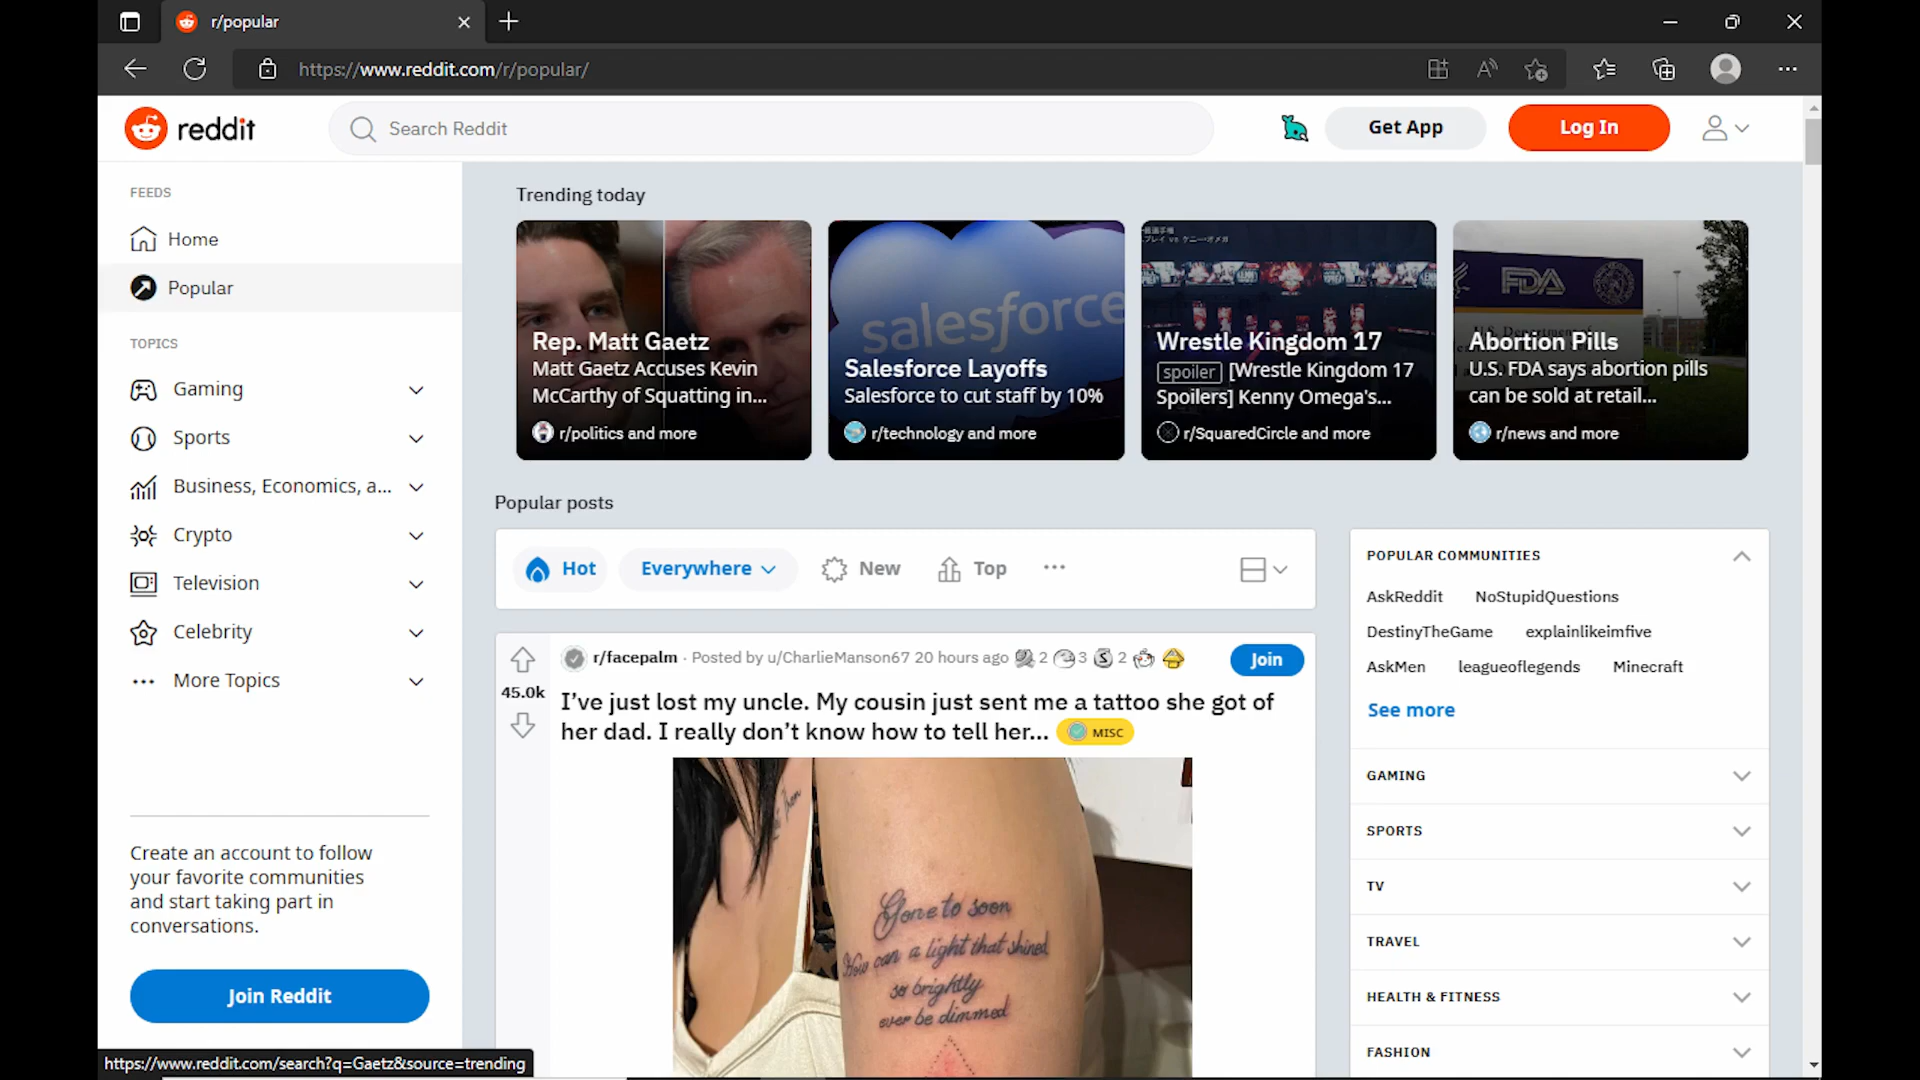 r/popular
https://www.reddit.com/r/popular/
reddit
Search Reddit
Get App
Log In
FEEDS
Home
Popular
TOPICS
Gaming
Sports
Business, Economics, a...
Crypto
Television
Celebrity
More Topics
Create an account to follow
your favorite communities
and start taking part in
conversations.
Join Reddit
https://www.reddit.com/search?q=Gaetz&source=trending
Trending today
Rep. Matt Gaetz
Matt Gaetz Accuses Kevin
McCarthy of Squatting in...
r/politics and more
salesforce
Salesforce Layoffs
Salesforce to cut staff by 10%
r/technology and more
Wrestle Kingdom 17
spoiler [Wrestle Kingdom 17
Spoilers] Kenny Omega's...
r/SquaredCircle and more
FDA
Abortion Pills
U.S. FDA says abortion pills
can be sold at retail...
r/news and more
Popular posts
Hot
Everywhere
New
Top
45.0k
r/facepalm · Posted by u/CharlieManson67 20 hours ago 2 3 2
Join
I’ve just lost my uncle. My cousin just sent me a tattoo she got of
her dad. I really don’t know how to tell her... MISC
Gone to soon
How can a light that shined
so brightly
ever be dimmed
POPULAR COMMUNITIES
AskReddit NoStupidQuestions
DestinyTheGame explainlikeimfive
AskMen leagueoflegends Minecraft
See more
GAMING
SPORTS
TV
TRAVEL
HEALTH & FITNESS
FASHION